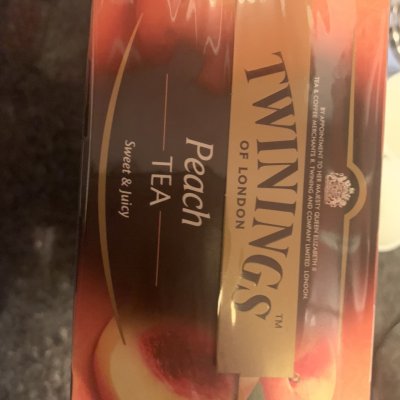 BY APPOINTMENT TO HER MAJESTY QUEEN ELIZABETH II
TEA & COFFEE MERCHANTS R. TWINING AND COMPANY LIMITED LONDON.
TWININGS™
OF LONDON
Peach
TEA
Sweet & Juicy